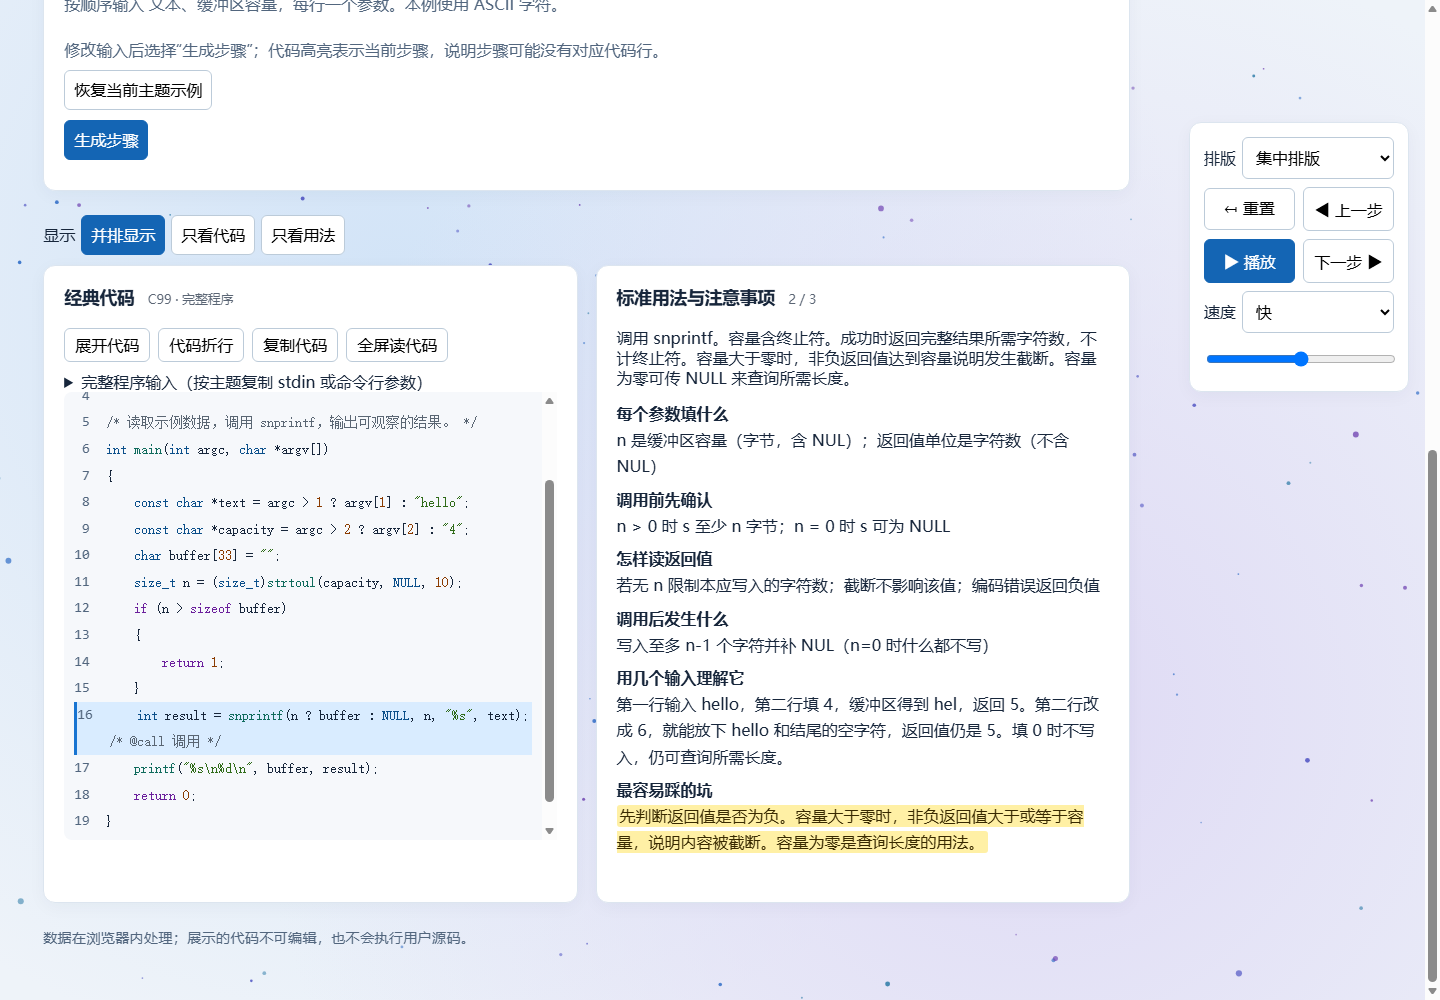 按顺序输入 文本、缓冲区容量，每行一个参数。本例使用 ASCII 字符。
修改输入后选择“生成步骤”；代码高亮表示当前步骤，说明步骤可能没有对应代码行。
恢复当前主题示例
生成步骤
显示 并排显示 只看代码 只看用法
经典代码 C99 · 完整程序
展开代码 代码折行 复制代码 全屏读代码
▶ 完整程序输入（按主题复制 stdin 或命令行参数）
4
5 /* 读取示例数据，调用 snprintf，输出可观察的结果。 */
6 int main(int argc, char *argv[])
7 {
8     const char *text = argc > 1 ? argv[1] : "hello";
9     const char *capacity = argc > 2 ? argv[2] : "4";
10     char buffer[33] = "";
11     size_t n = (size_t)strtoul(capacity, NULL, 10);
12     if (n > sizeof buffer)
13     {
14         return 1;
15     }
16     int result = snprintf(n ? buffer : NULL, n, "%s", text);
/* @call 调用 */
17     printf("%s\n%d\n", buffer, result);
18     return 0;
19 }
标准用法与注意事项 2 / 3
调用 snprintf。容量含终止符。成功时返回完整结果所需字符数，不
计终止符。容量大于零时，非负返回值达到容量说明发生截断。容量
为零可传 NULL 来查询所需长度。
每个参数填什么
n 是缓冲区容量（字节，含 NUL）；返回值单位是字符数（不含
NUL）
调用前先确认
n > 0 时 s 至少 n 字节；n = 0 时 s 可为 NULL
怎样读返回值
若无 n 限制本应写入的字符数；截断不影响该值；编码错误返回负值
调用后发生什么
写入至多 n-1 个字符并补 NUL（n=0 时什么都不写）
用几个输入理解它
第一行输入 hello，第二行填 4，缓冲区得到 hel，返回 5。第二行改
成 6，就能放下 hello 和结尾的空字符，返回值仍是 5。填 0 时不写
入，仍可查询所需长度。
最容易踩的坑
先判断返回值是否为负。容量大于零时，非负返回值大于或等于容
量，说明内容被截断。容量为零是查询长度的用法。
数据在浏览器内处理；展示的代码不可编辑，也不会执行用户源码。
排版 集中排版
↤ 重置 ◀ 上一步
▶ 播放 下一步 ▶
速度 快